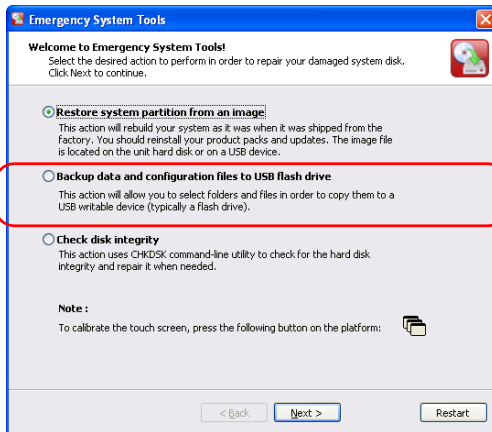 Emergency System Tools
Welcome to Emergency System Tools!
Select the desired action to perform in order to repair your damaged system disk.
Click Next to continue.
Restore system partition from an image
This action will rebuild your system as it was when it was shipped from the
factory. You should reinstall your product packs and updates. The image file
is located on the unit hard disk or on a USB device.
Backup data and configuration files to USB flash drive
This action will allow you to select folders and files in order to copy them to a
USB writable device (typically a flash drive).
Check disk integrity
This action uses CHKDSK command-line utility to check for the hard disk
integrity and repair it when needed.
Note :
To calibrate the touch screen, press the following button on the platform:
< Back Next > Restart